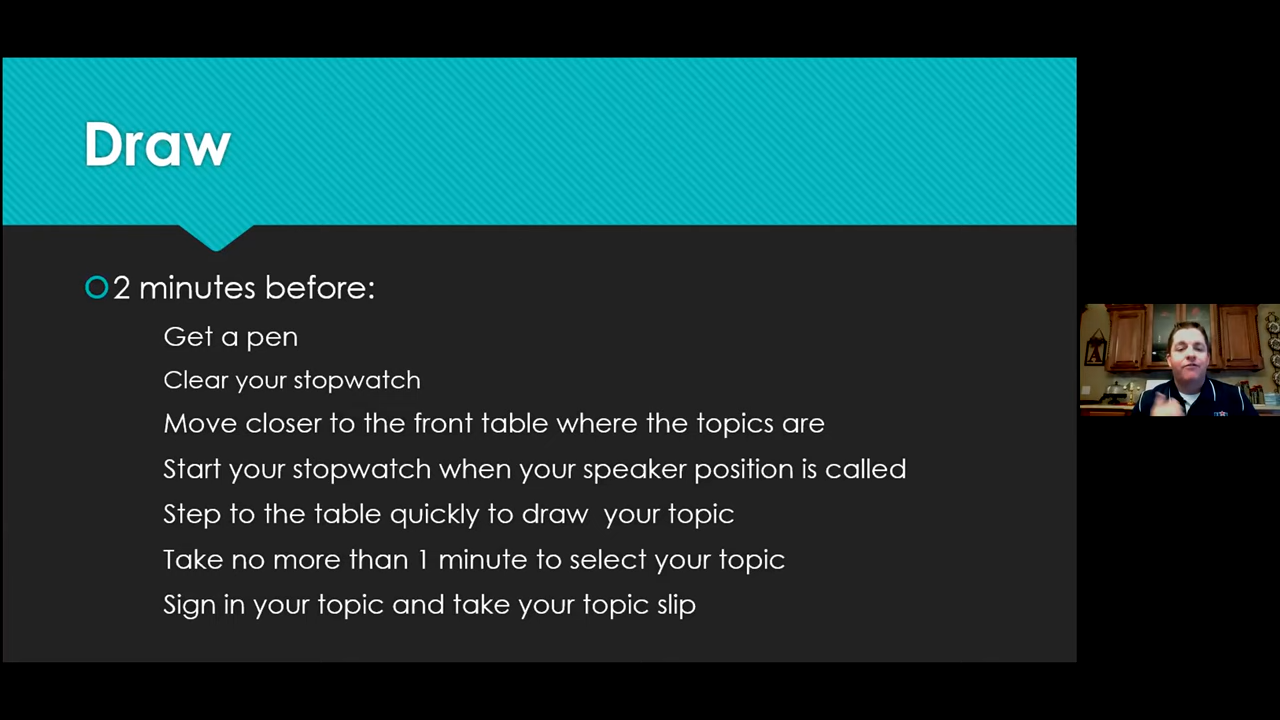 Draw
2 minutes before:
Get a pen
Clear your stopwatch
Move closer to the front table where the topics are
Start your stopwatch when your speaker position is called
Step to the table quickly to draw  your topic
Take no more than 1 minute to select your topic
Sign in your topic and take your topic slip